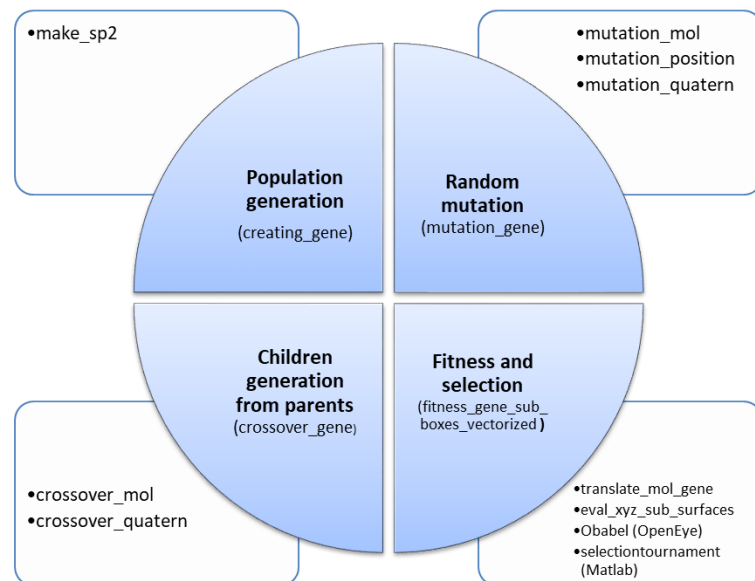 •make_sp2
•mutation_mol
•mutation_position
•mutation_quatern
Population
generation
(creating_gene)
Random
mutation
(mutation_gene)
Children
generation
from parents
(crossover_gene)
Fitness and
selection
(fitness_gene_sub_
boxes_vectorized)
•crossover_mol
•crossover_quatern
•translate_mol_gene
•eval_xyz_sub_surfaces
•Obabel (OpenEye)
•selectiontournament
(Matlab)